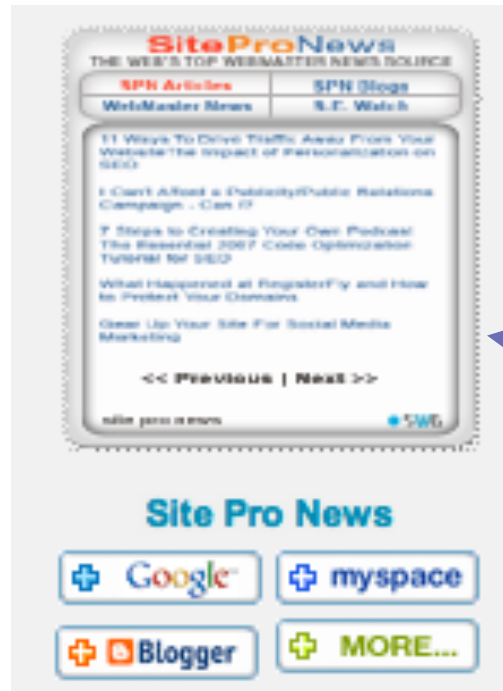 SiteProNews
THE WEB'S TOP WEBMASTER NEWS SOURCE
SPN Articles SPN Blogs
WebMaster News S.E. Watch
11 Ways To Drive Traffic Away From Your
Website The Impact of Personalization on
SEO
I Can't Afford a Publicity/Public Relations
Campaign - Can I?
7 Steps to Creating Your Own Podcast
The Essential 2007 Code Optimization
Tutorial for SEO
What Happened at RegisterFly and How
to Protect Your Domains
Gear Up Your Site For Social Media
Marketing
<< Previous | Next >>
site pro news SWG
Site Pro News
Google™ myspace
Blogger MORE...